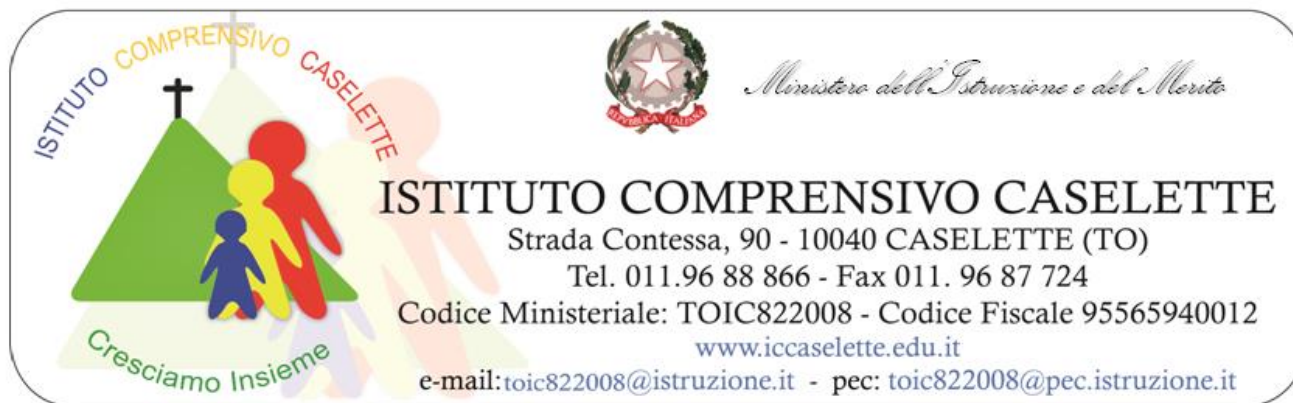 ISTITUTO COMPRENSIVO CASELETTE
Cresciamo Insieme
REPVBBLICA ITALIANA
Ministero dell'Istruzione e del Merito
ISTITUTO COMPRENSIVO CASELETTE
Strada Contessa, 90 - 10040 CASELETTE (TO)
Tel. 011.96 88 866 - Fax 011. 96 87 724
Codice Ministeriale: TOIC822008 - Codice Fiscale 95565940012
www.iccaselette.edu.it
e-mail: toic822008@istruzione.it - pec: toic822008@pec.istruzione.it